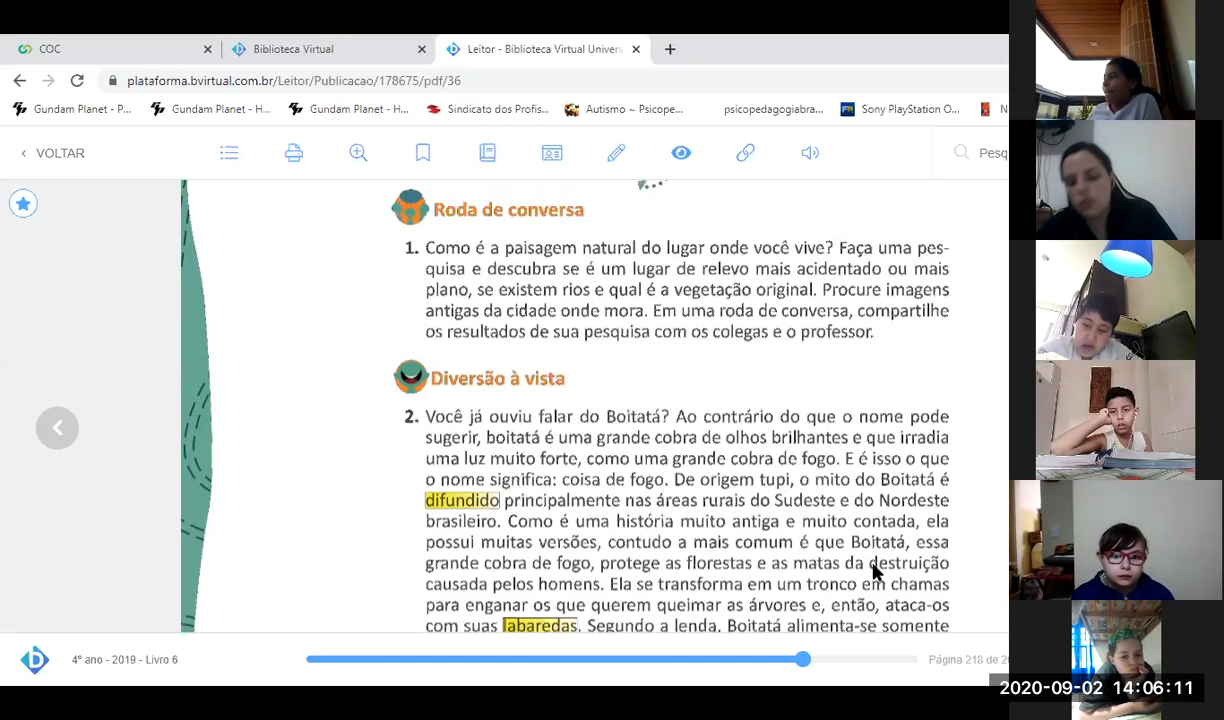 COC
Biblioteca Virtual
Leitor - Biblioteca Virtual Univers
plataforma.bvirtual.com.br/Leitor/Publicacao/178675/pdf/36
Gundam Planet - P...
Gundam Planet - H...
Gundam Planet - H...
Sindicato dos Profis...
Autismo ~ Psicope...
psicopedagogiabra...
Sony PlayStation O...
N
VOLTAR
Pesq
Roda de conversa
1. Como é a paisagem natural do lugar onde você vive? Faça uma pes-
quisa e descubra se é um lugar de relevo mais acidentado ou mais
plano, se existem rios e qual é a vegetação original. Procure imagens
antigas da cidade onde mora. Em uma roda de conversa, compartilhe
os resultados de sua pesquisa com os colegas e o professor.
Diversão à vista
2. Você já ouviu falar do Boitatá? Ao contrário do que o nome pode
sugerir, boitatá é uma grande cobra de olhos brilhantes e que irradia
uma luz muito forte, como uma grande cobra de fogo. E é isso o que
o nome significa: coisa de fogo. De origem tupi, o mito do Boitatá é
difundido principalmente nas áreas rurais do Sudeste e do Nordeste
brasileiro. Como é uma história muito antiga e muito contada, ela
possui muitas versões, contudo a mais comum é que Boitatá, essa
grande cobra de fogo, protege as florestas e as matas da destruição
causada pelos homens. Ela se transforma em um tronco em chamas
para enganar os que querem queimar as árvores e, então, ataca-os
com suas labaredas. Segundo a lenda, Boitatá alimenta-se somente
4º ano - 2019 - Livro 6
Página 218 de 2
2020-09-02 14:06:11